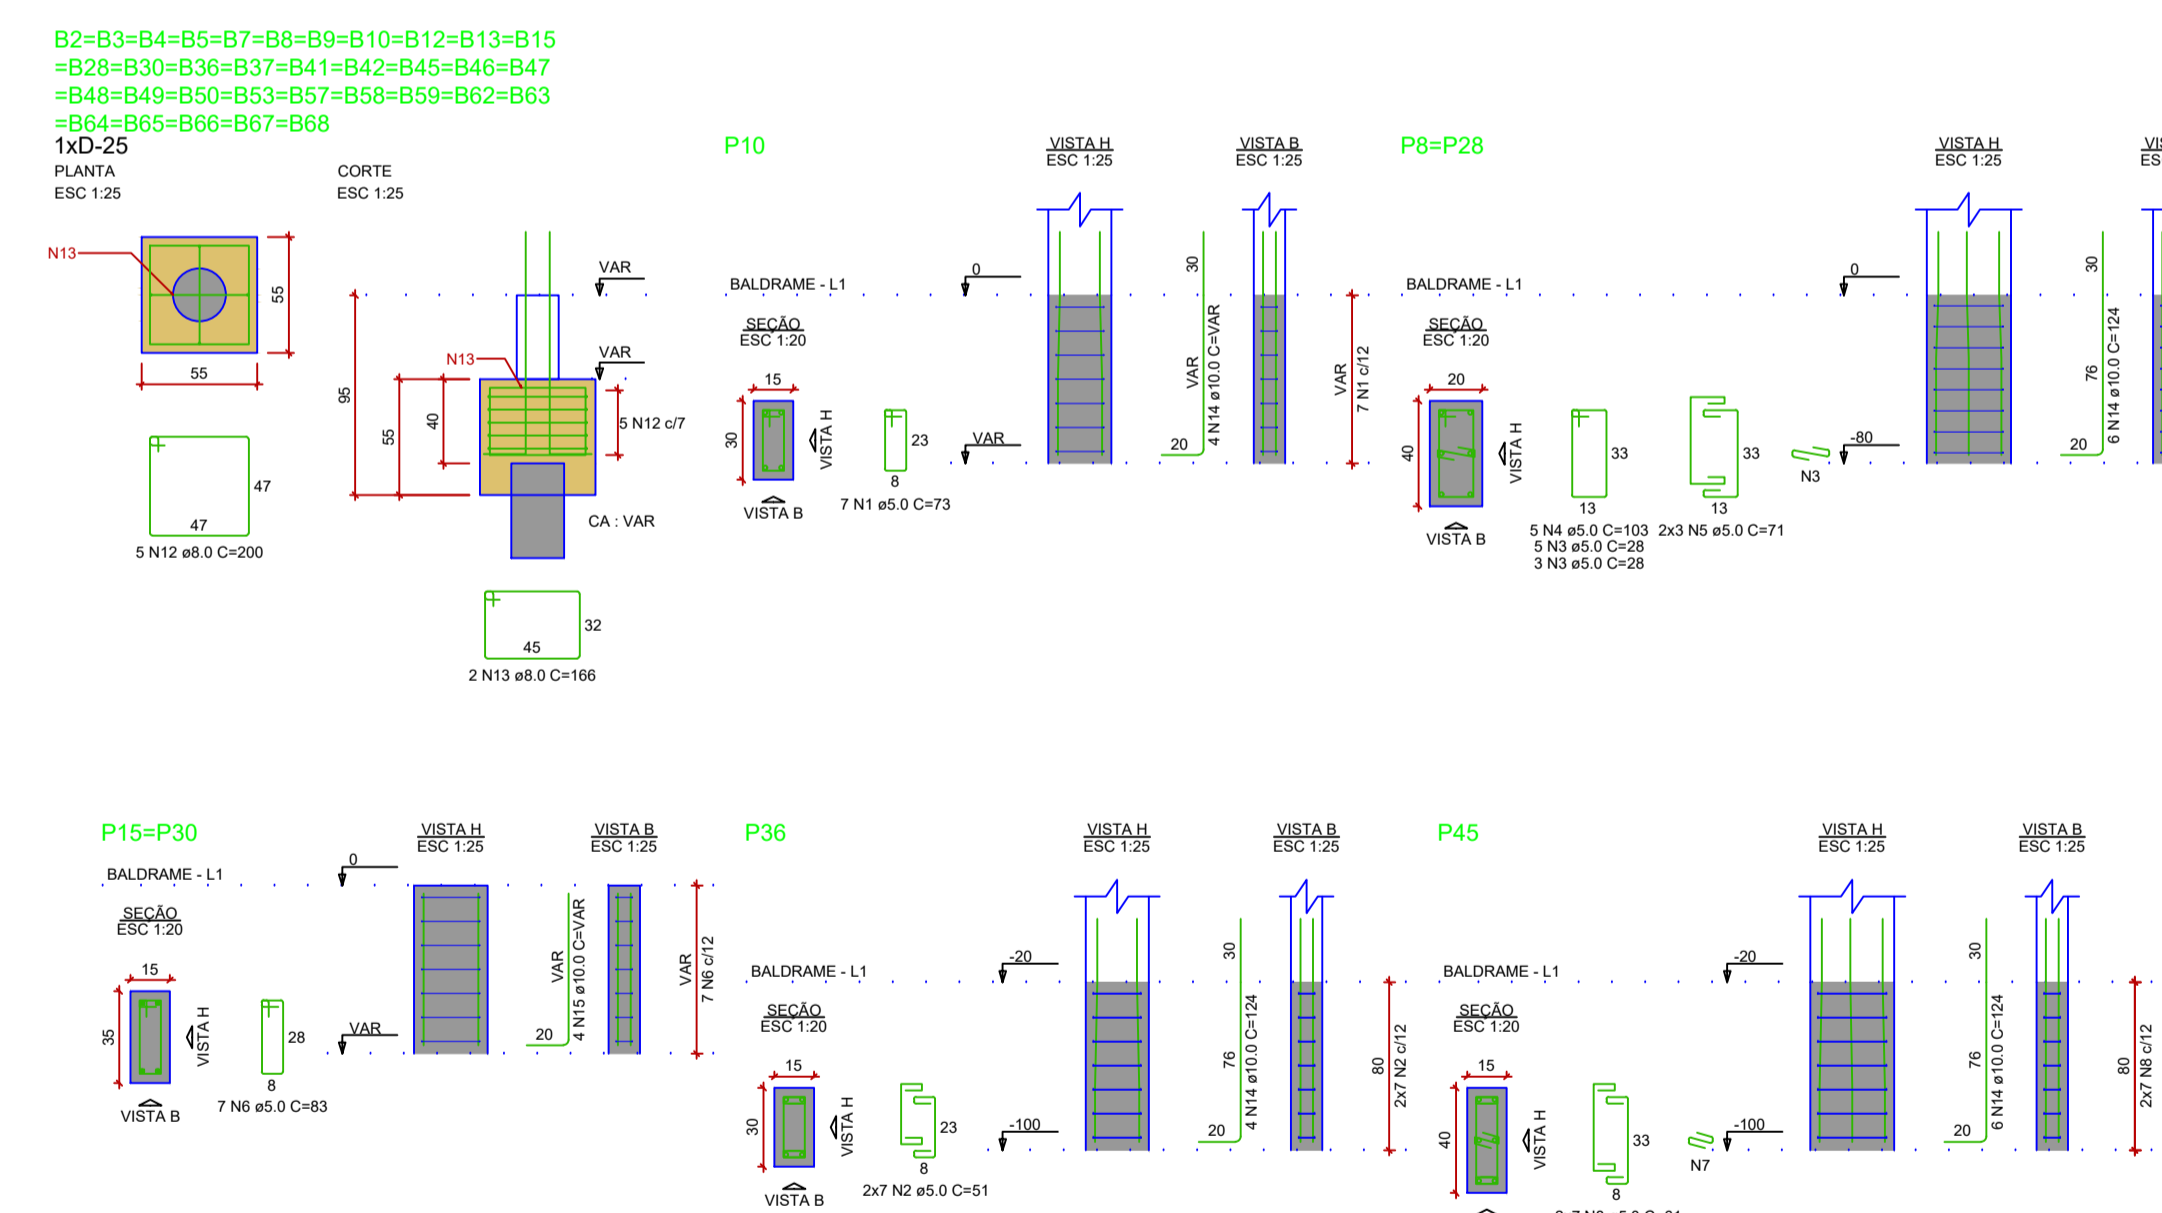 B2=B3=B4=B5=B7=B8=B9=B10=B12=B13=B15
=B28=B30=B36=B37=B41=B42=B45=B46=B47
=B48=B49=B50=B53=B57=B58=B59=B62=B63
=B64=B65=B66=B67=B68
1xD-25
PLANTA
ESC 1:25
CORTE
ESC 1:25
N13
55
55
47
47
5 N12 ø8.0 C=200
VAR
VAR
N13
95
55
40
5 N12 c/7
CA : VAR
32
45
2 N13 ø8.0 C=166
P10
VISTA H
ESC 1:25
VISTA B
ESC 1:25
BALDRAME - L1
0
SEÇÃO
ESC 1:20
15
30
VISTA H
VISTA B
23
8
7 N1 ø5.0 C=73
VAR
30
VAR
20
4 N14 ø10.0 C=VAR
VAR
7 N1 c/12
P8=P28
VISTA H
ESC 1:25
VIS
ES
BALDRAME - L1
0
SEÇÃO
ESC 1:20
20
40
VISTA H
VISTA B
33
13
5 N4 ø5.0 C=103
5 N3 ø5.0 C=28
3 N3 ø5.0 C=28
33
13
2x3 N5 ø5.0 C=71
N3
-80
30
76
20
6 N14 ø10.0 C=124
P15=P30
VISTA H
ESC 1:25
VISTA B
ESC 1:25
BALDRAME - L1
0
SEÇÃO
ESC 1:20
15
35
VISTA H
VISTA B
28
8
7 N6 ø5.0 C=83
VAR
VAR
20
4 N15 ø10.0 C=VAR
VAR
7 N6 c/12
P36
VISTA H
ESC 1:25
VISTA B
ESC 1:25
BALDRAME - L1
-20
SEÇÃO
ESC 1:20
15
30
VISTA H
VISTA B
23
8
2x7 N2 ø5.0 C=51
-100
30
76
20
4 N14 ø10.0 C=124
80
2x7 N2 c/12
P45
VISTA H
ESC 1:25
VISTA B
ESC 1:25
BALDRAME - L1
-20
SEÇÃO
ESC 1:20
15
40
VISTA H
33
8
N7
-100
30
76
20
6 N14 ø10.0 C=124
80
2x7 N8 c/12